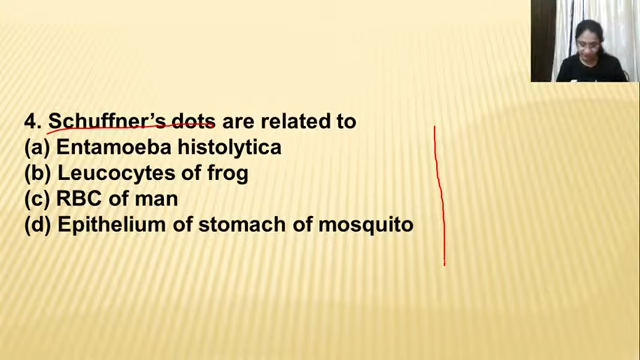 4. Schuffner's dots are related to
(a) Entamoeba histolytica
(b) Leucocytes of frog
(c) RBC of man
(d) Epithelium of stomach of mosquito